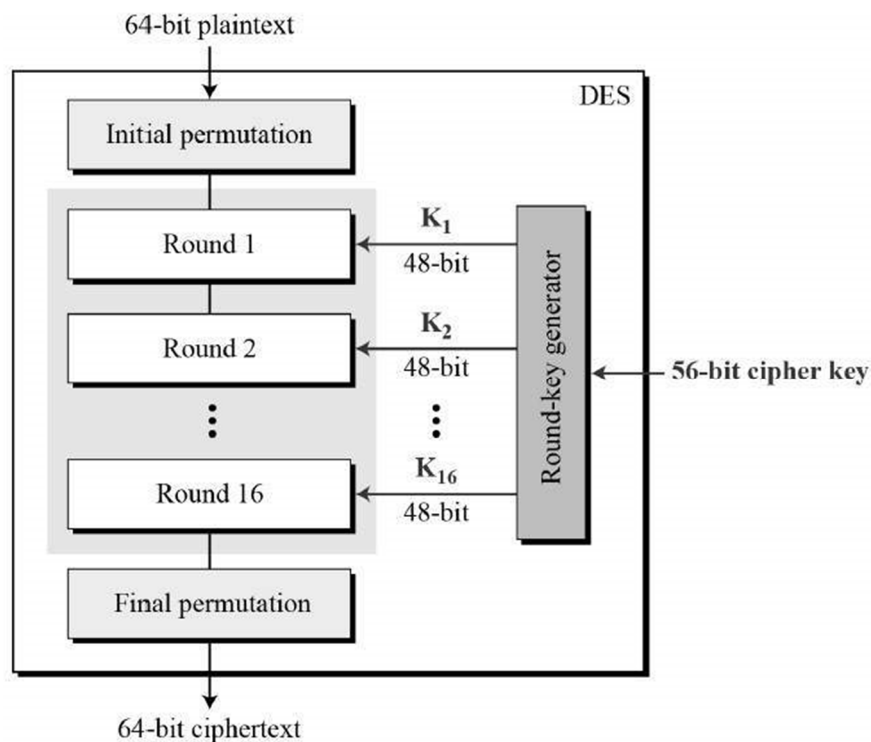 64-bit plaintext
DES
Initial permutation
Round 1
K1
48-bit
Round 2
K2
48-bit
Round-key generator
56-bit cipher key
Round 16
K16
48-bit
Final permutation
64-bit ciphertext